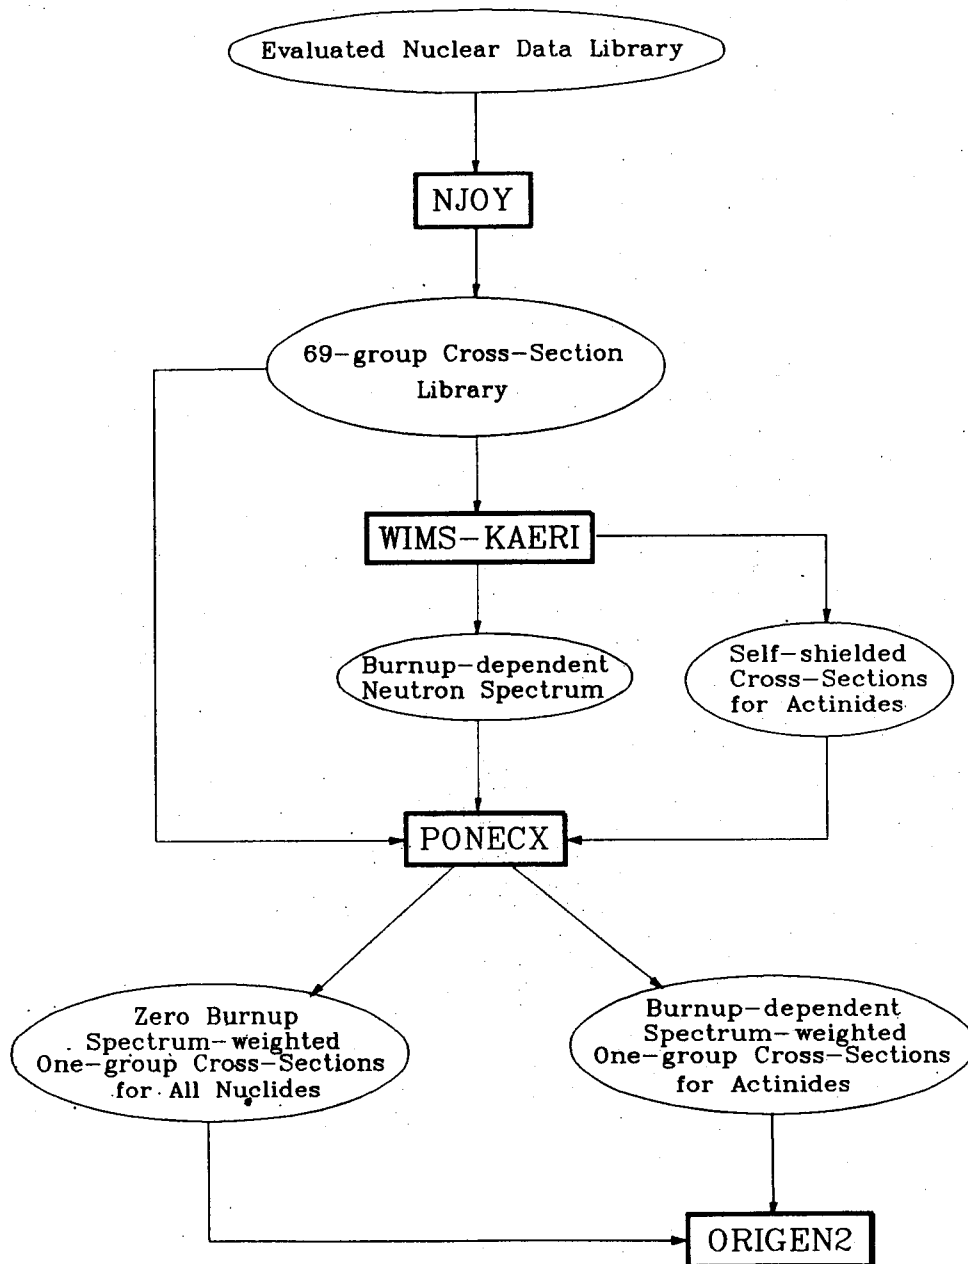 Evaluated Nuclear Data Library
NJOY
69-group Cross-Section
Library
WIMS-KAERI
Burnup-dependent
Neutron Spectrum
Self-shielded
Cross-Sections
for Actinides
PONECX
Zero Burnup
Spectrum-weighted
One-group Cross-Sections
for All Nuclides
Burnup-dependent
Spectrum-weighted
One-group Cross-Sections
for Actinides
ORIGEN2